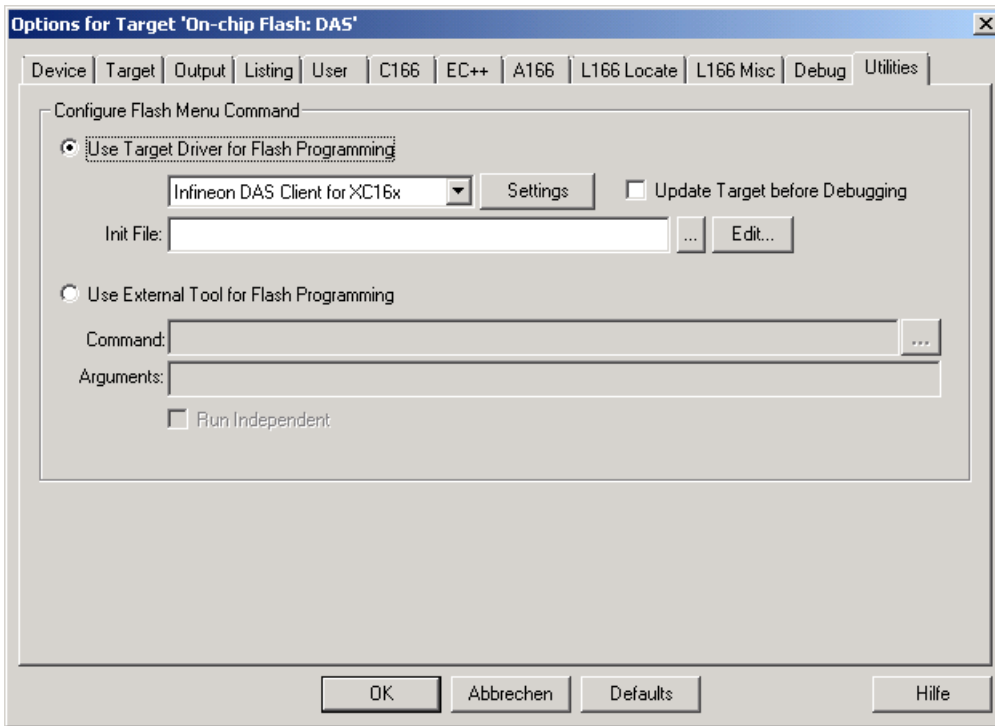 Options for Target 'On-chip Flash: DAS'
Device Target Output Listing User C166 EC++ A166 L166 Locate L166 Misc Debug Utilities
Configure Flash Menu Command
Use Target Driver for Flash Programming
Infineon DAS Client for XC16x Settings Update Target before Debugging
Init File: ... Edit...
Use External Tool for Flash Programming
Command: ...
Arguments:
Run Independent
OK Abbrechen Defaults Hilfe